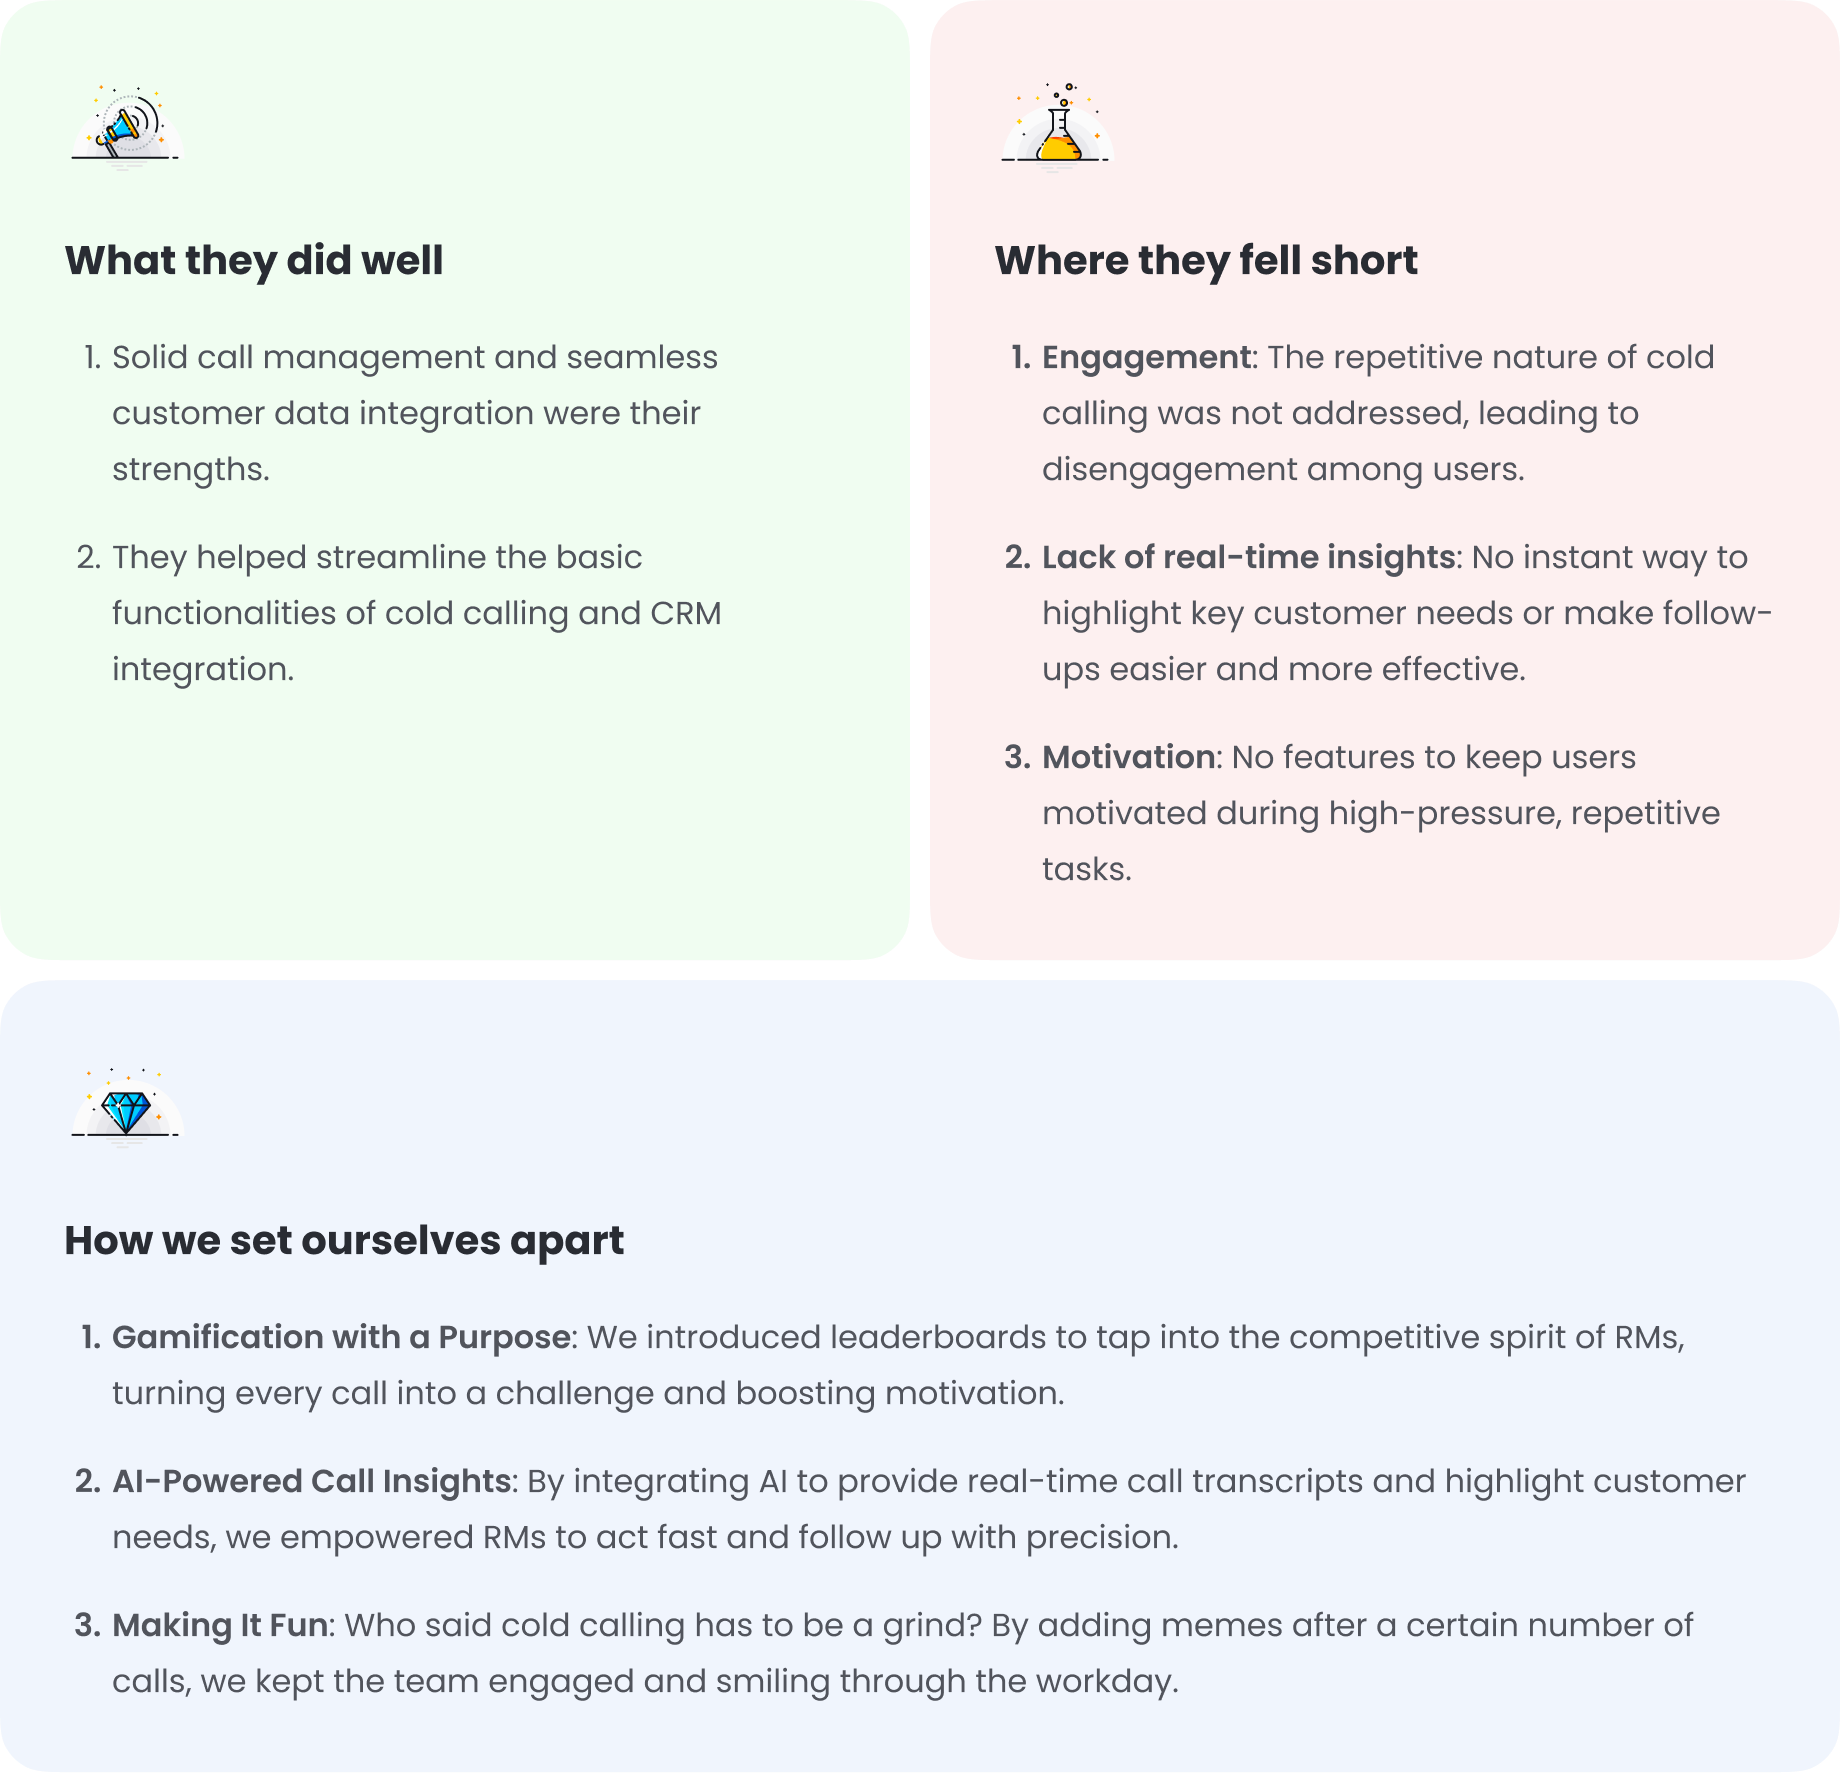 What they did well
1. Solid call management and seamless
customer data integration were their
strengths.
2. They helped streamline the basic
functionalities of cold calling and CRM
integration.
Where they fell short
1. Engagement: The repetitive nature of cold
calling was not addressed, leading to
disengagement among users.
2. Lack of real-time insights: No instant way to
highlight key customer needs or make follow-
ups easier and more effective.
3. Motivation: No features to keep users
motivated during high-pressure, repetitive
tasks.
How we set ourselves apart
1. Gamification with a Purpose: We introduced leaderboards to tap into the competitive spirit of RMs,
turning every call into a challenge and boosting motivation.
2. AI-Powered Call Insights: By integrating AI to provide real-time call transcripts and highlight customer
needs, we empowered RMs to act fast and follow up with precision.
3. Making It Fun: Who said cold calling has to be a grind? By adding memes after a certain number of
calls, we kept the team engaged and smiling through the workday.